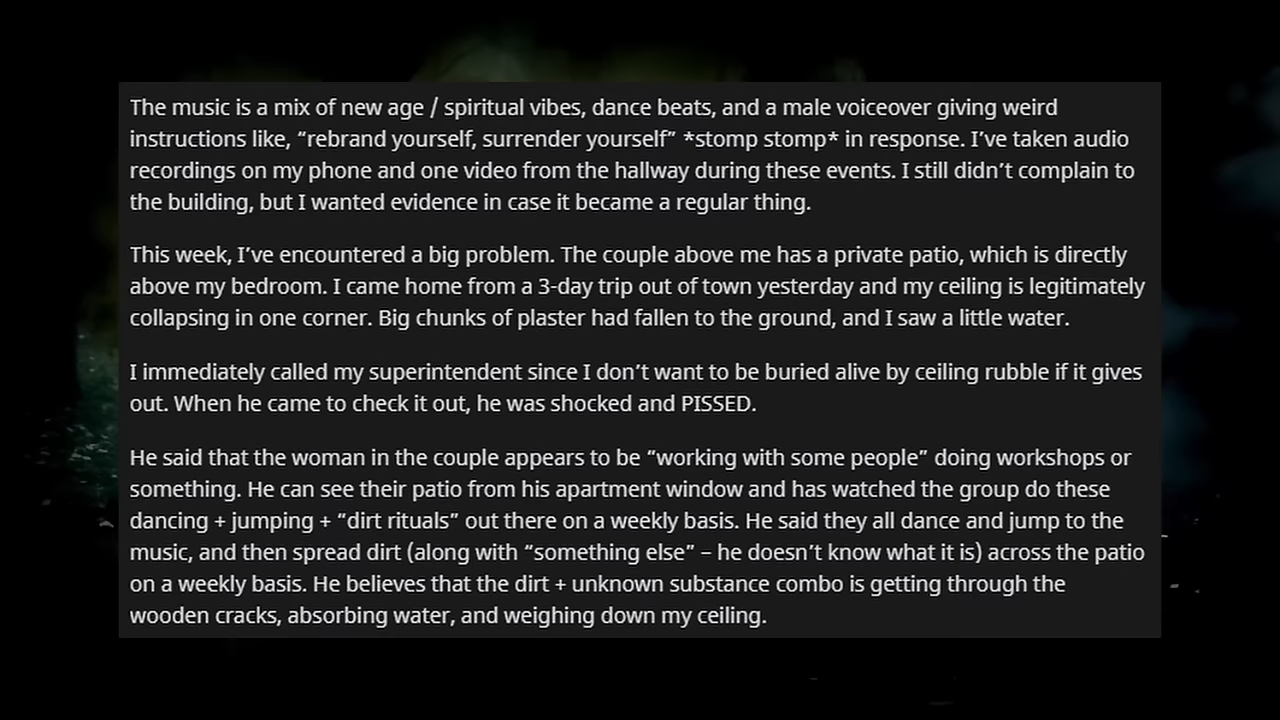 The music is a mix of new age / spiritual vibes, dance beats, and a male voiceover giving weird
instructions like, “rebrand yourself, surrender yourself” *stomp stomp* in response. I’ve taken audio
recordings on my phone and one video from the hallway during these events. I still didn’t complain to
the building, but I wanted evidence in case it became a regular thing.
This week, I’ve encountered a big problem. The couple above me has a private patio, which is directly
above my bedroom. I came home from a 3-day trip out of town yesterday and my ceiling is legitimately
collapsing in one corner. Big chunks of plaster had fallen to the ground, and I saw a little water.
I immediately called my superintendent since I don’t want to be buried alive by ceiling rubble if it gives
out. When he came to check it out, he was shocked and PISSED.
He said that the woman in the couple appears to be “working with some people” doing workshops or
something. He can see their patio from his apartment window and has watched the group do these
dancing + jumping + “dirt rituals” out there on a weekly basis. He said they all dance and jump to the
music, and then spread dirt (along with “something else” – he doesn’t know what it is) across the patio
on a weekly basis. He believes that the dirt + unknown substance combo is getting through the
wooden cracks, absorbing water, and weighing down my ceiling.